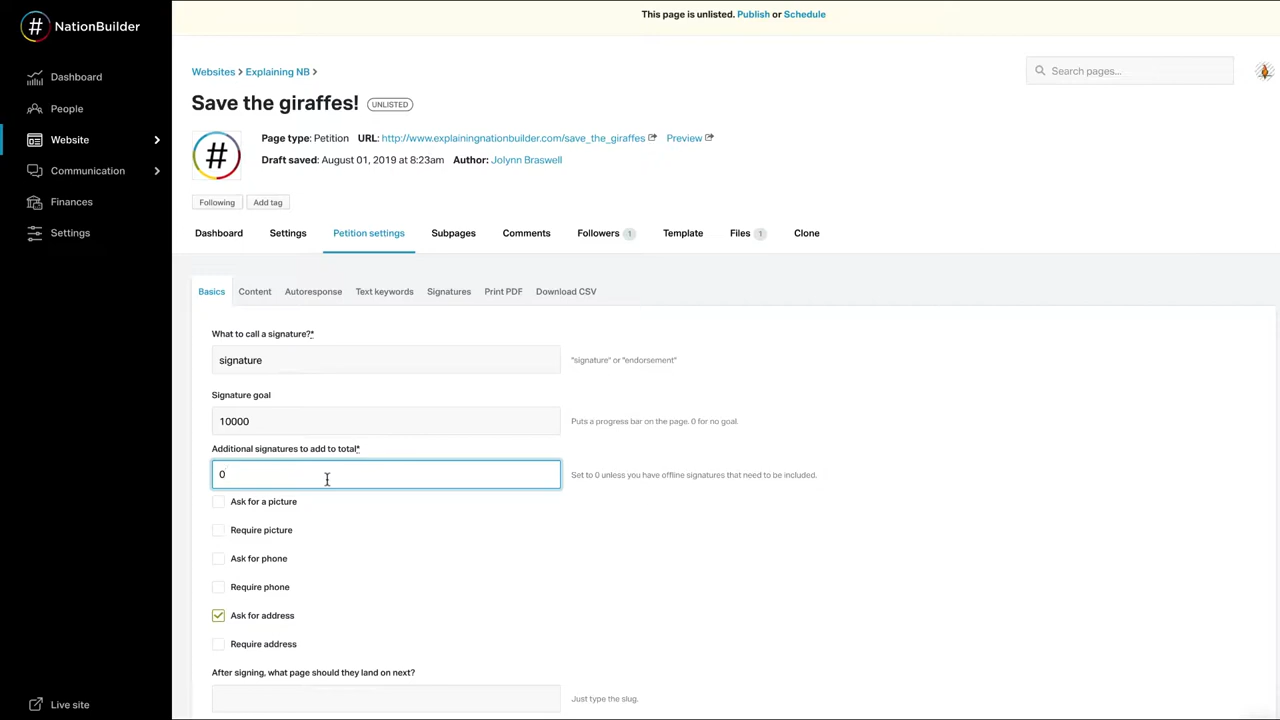 This page is unlisted. Publish or Schedule
# NationBuilder
Dashboard
People
Website
Communication
Finances
Settings
Live site
Websites > Explaining NB >
Search pages...
Save the giraffes! UNLISTED
#
Page type: Petition URL: http://www.explainingnationbuilder.com/save_the_giraffes Preview
Draft saved: August 01, 2019 at 8:23am Author: Jolynn Braswell
Following Add tag
Dashboard Settings Petition settings Subpages Comments Followers 1 Template Files 1 Clone
Basics Content Autoresponse Text keywords Signatures Print PDF Download CSV
What to call a signature?*
signature "signature" or "endorsement"
Signature goal
10000 Puts a progress bar on the page. 0 for no goal.
Additional signatures to add to total*
0 Set to 0 unless you have offline signatures that need to be included.
Ask for a picture
Require picture
Ask for phone
Require phone
Ask for address
Require address
After signing, what page should they land on next?
Just type the slug.